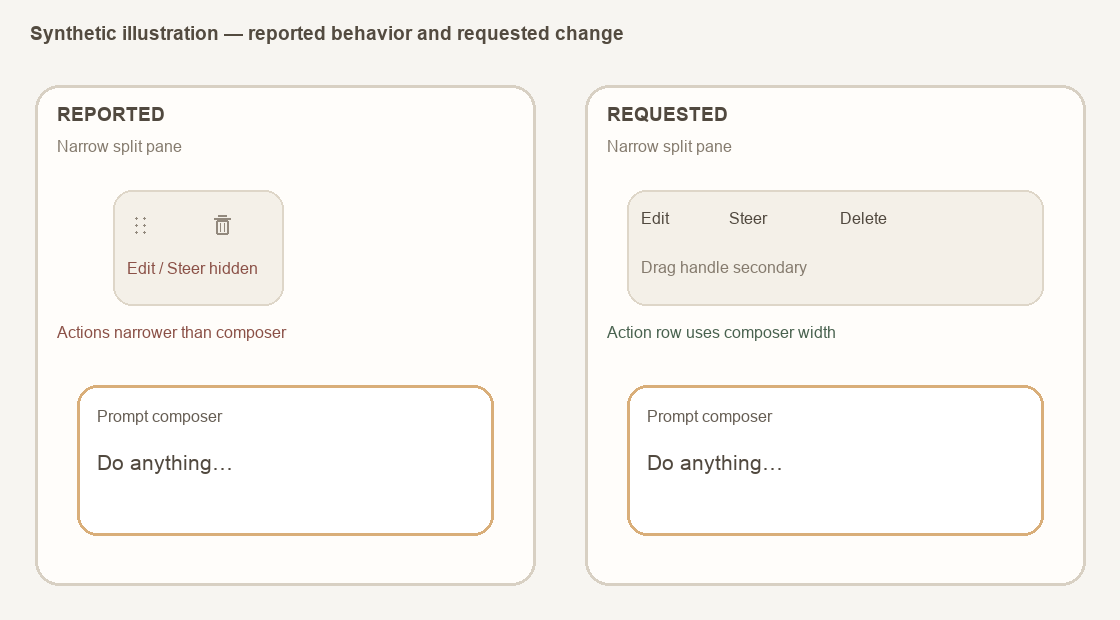 Synthetic illustration — reported behavior and requested change
REPORTED
Narrow split pane
Edit / Steer hidden
Actions narrower than composer
Prompt composer
Do anything…
REQUESTED
Narrow split pane
Edit Steer Delete
Drag handle secondary
Action row uses composer width
Prompt composer
Do anything…